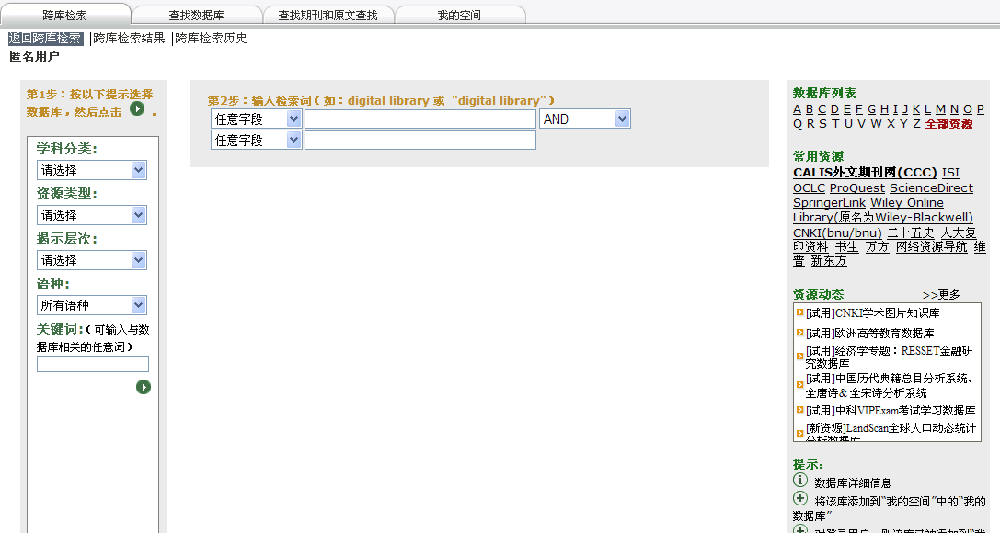 跨库检索
查找数据库
查找期刊和原文查找
我的空间
返回跨库检索 |跨库检索结果 |跨库检索历史
匿名用户
第1步：按以下提示选择
数据库，然后点击 。
学科分类：
请选择
资源类型：
请选择
揭示层次：
请选择
语种：
所有语种
关键词：（可输入与数
据库相关的任意词）
第2步：输入检索词（如：digital library 或 "digital library"）
任意字段
AND
任意字段
数据库列表
A B C D E F G H I J K L M N O P
Q R S T U V W X Y Z 全部资源
常用资源
CALIS外文期刊网(CCC) ISI
OCLC ProQuest ScienceDirect
SpringerLink Wiley Online
Library(原名为Wiley-Blackwell)
CNKI(bnu/bnu) 二十五史 人大复
印资料 书生 万方 网络资源导航 维
普 新东方
资源动态 >>更多
[试用]CNKI学术图片知识库
[试用]欧洲高等教育数据库
[试用]经济学专题：RESSET金融研
究数据库
[试用]中国历代典籍总目分析系统、
全唐诗& 全宋诗分析系统
[试用]中科VIPExam考试学习数据库
[新资源]LandScan全球人口动态统计
分析数据库
提示：
数据库详细信息
将该库添加到"我的空间"中的"我的
数据库"